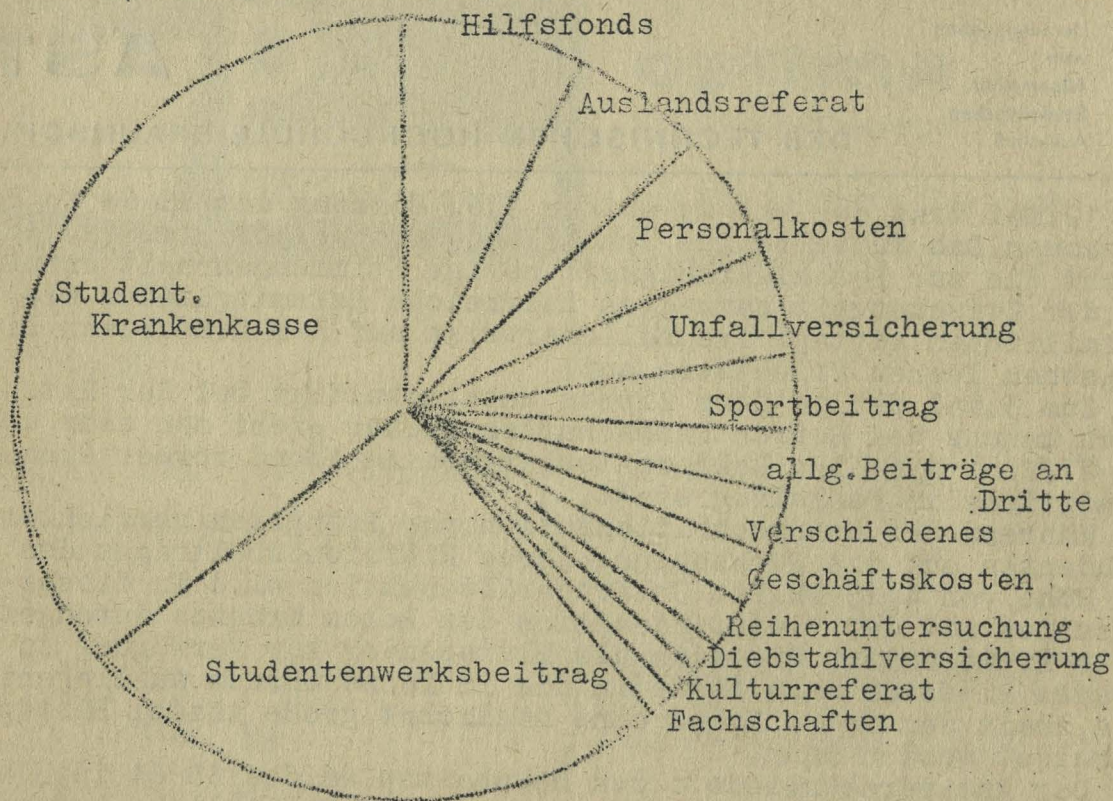 Hilfsfonds
Auslandsreferat
Personalkosten
Student.
Krankenkasse
Unfallversicherung
Sportbeitrag
allg.Beiträge an
Dritte
Verschiedenes
Geschäftskosten
Reihenuntersuchung
Diebstahlversicherung
Studentenwerksbeitrag
Kulturreferat
Fachschaften